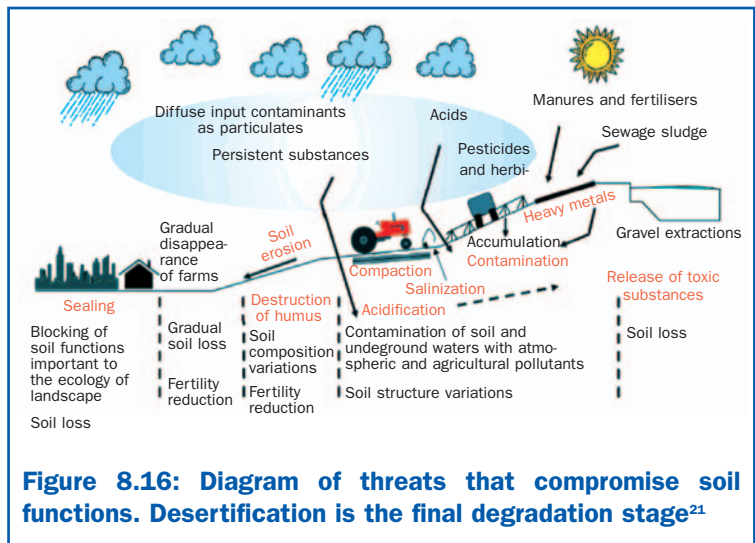 Diffuse input contaminants
as particulates
Persistent substances
Acids
Manures and fertilisers
Sewage sludge
Pesticides
and herbi-
Heavy metals
Gravel extractions
Accumulation
Contamination
Gradual
disappea-
rance
of farms
Soil
erosion
Compaction
Salinization
Acidification
Sealing
Destruction
of humus
Release of toxic
substances
Blocking of
soil functions
important to
the ecology of
landscape
Soil loss
Gradual
soil loss
Fertility
reduction
Soil
composition
variations
Fertility
reduction
Contamination of soil and
undeground waters with atmo-
spheric and agricultural pollutants
Soil structure variations
Soil loss
Figure 8.16: Diagram of threats that compromise soil
functions. Desertification is the final degradation stage21